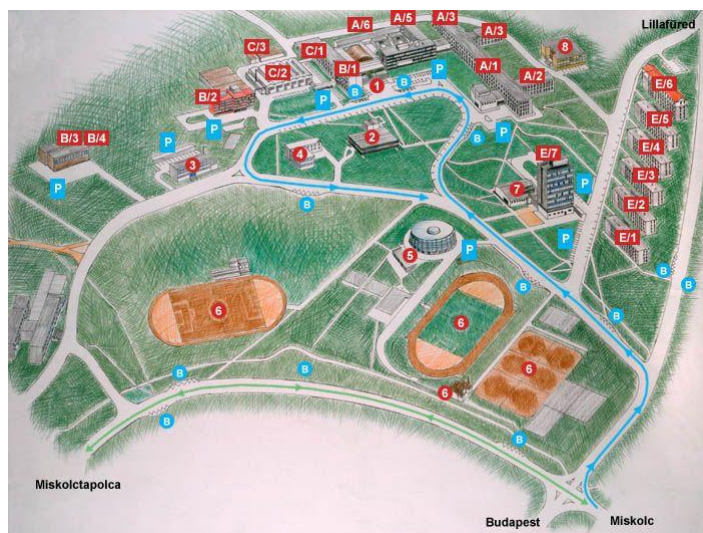 Lillafüred
A/6
A/5
A/3
A/3
C/3
C/1
C/2
B/1
A/1
A/2
8
1
P
B
B
P
P
B/2
P
2
B
P
E/6
E/5
E/4
E/3
E/2
E/1
B/3 B/4
P
P
3
4
E/7
7
P
P
B
B
5
P
B
B
B
B
6
6
6
6
B
B
B
B
Miskolctapolca
Budapest
Miskolc